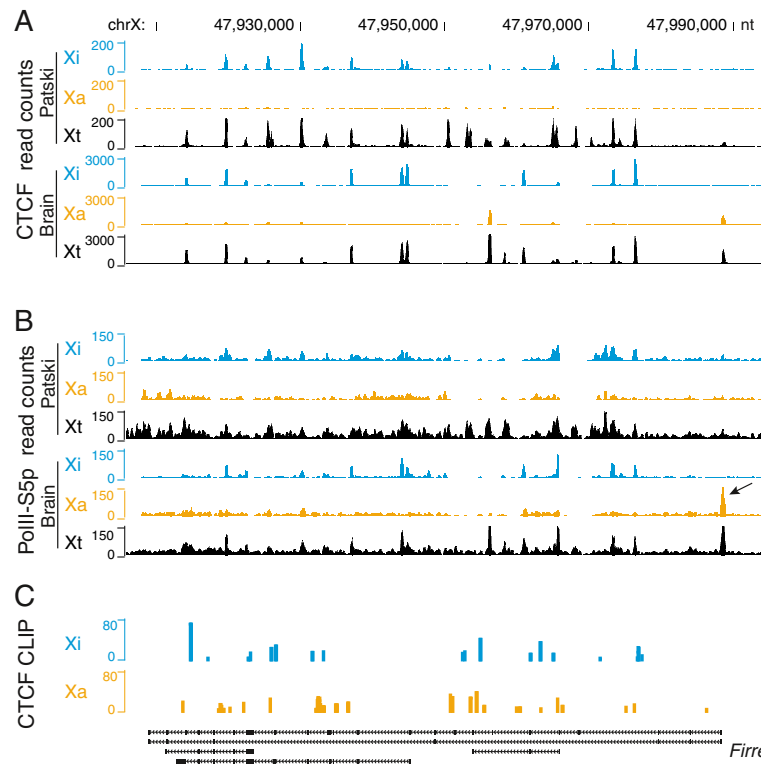 A
chrX: 47,930,000 47,950,000 47,970,000 47,990,000 nt
CTCF read counts
Patski
Xi 200 0
Xa 200 0
Xt 200 0
Brain
Xi 3000 0
Xa 3000 0
Xt 3000 0
B
PolII-S5p read counts
Patski
Xi 150 0
Xa 150 0
Xt 150 0
Brain
Xi 150 0
Xa 150 0
Xt 150 0
C
CTCF CLIP
Xi 80 0
Xa 80 0
Firre